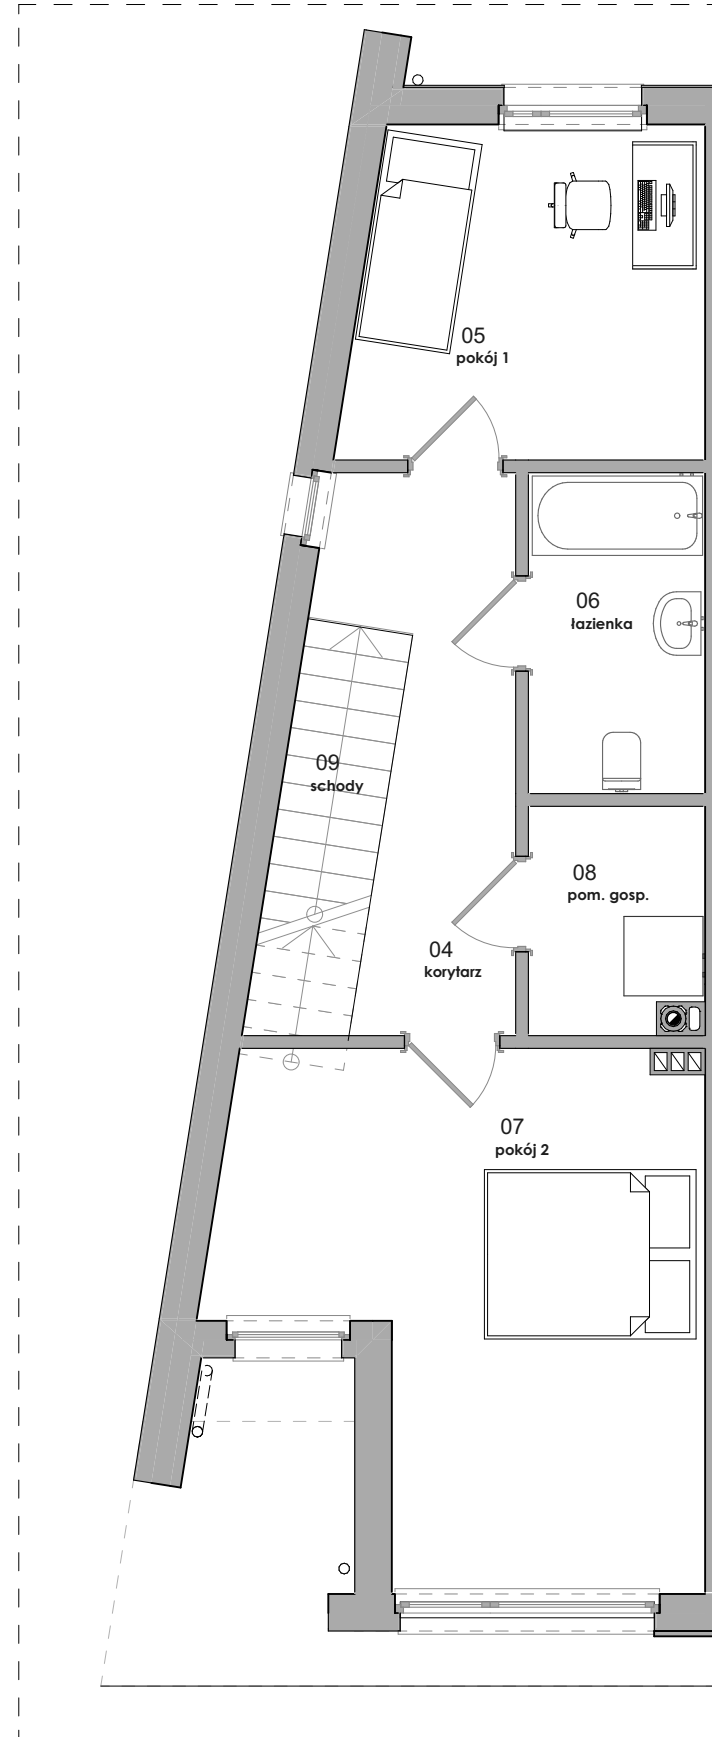 05
pokój 1
06
łazienka
09
schody
08
pom. gosp.
04
korytarz
07
pokój 2